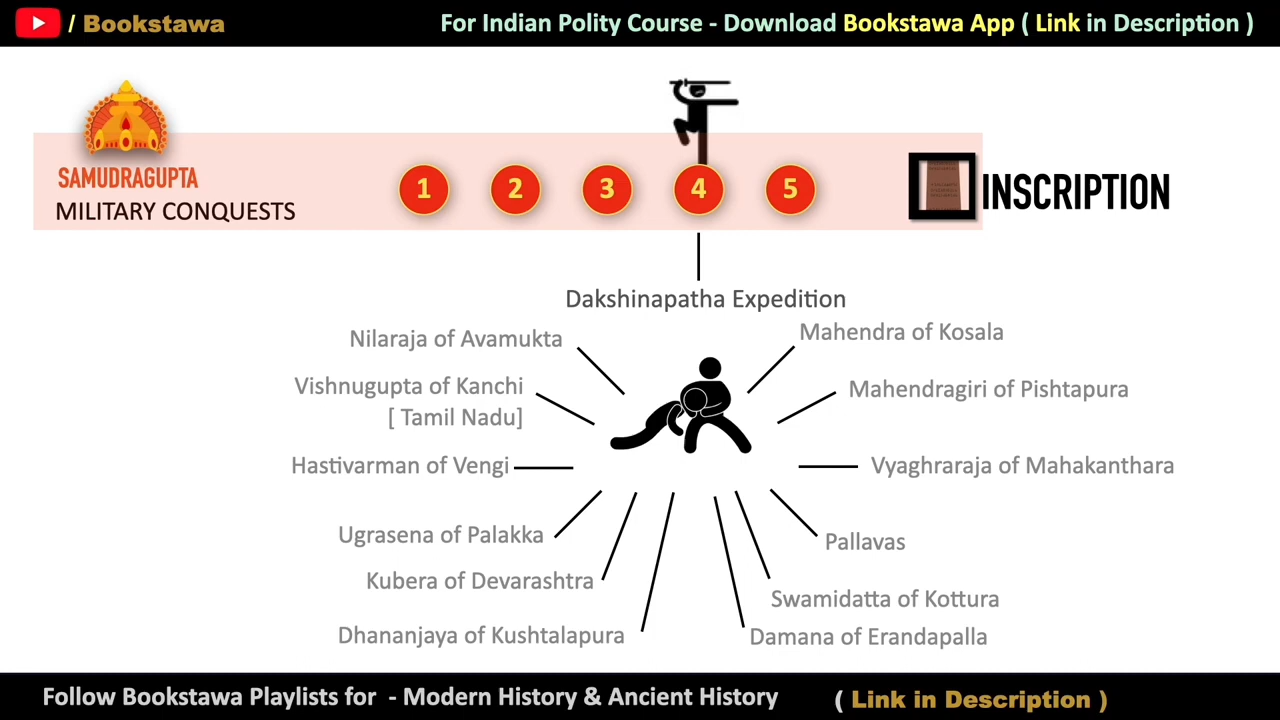 / Bookstawa
For Indian Polity Course - Download Bookstawa App ( Link in Description )
SAMUDRAGUPTA
MILITARY CONQUESTS
1 2 3 4 5
INSCRIPTION
Dakshinapatha Expedition
Nilaraja of Avamukta
Mahendra of Kosala
Vishnugupta of Kanchi
[ Tamil Nadu]
Mahendragiri of Pishtapura
Hastivarman of Vengi
Vyaghraraja of Mahakanthara
Ugrasena of Palakka
Pallavas
Kubera of Devarashtra
Swamidatta of Kottura
Dhananjaya of Kushtalapura
Damana of Erandapalla
Follow Bookstawa Playlists for - Modern History & Ancient History
( Link in Description )